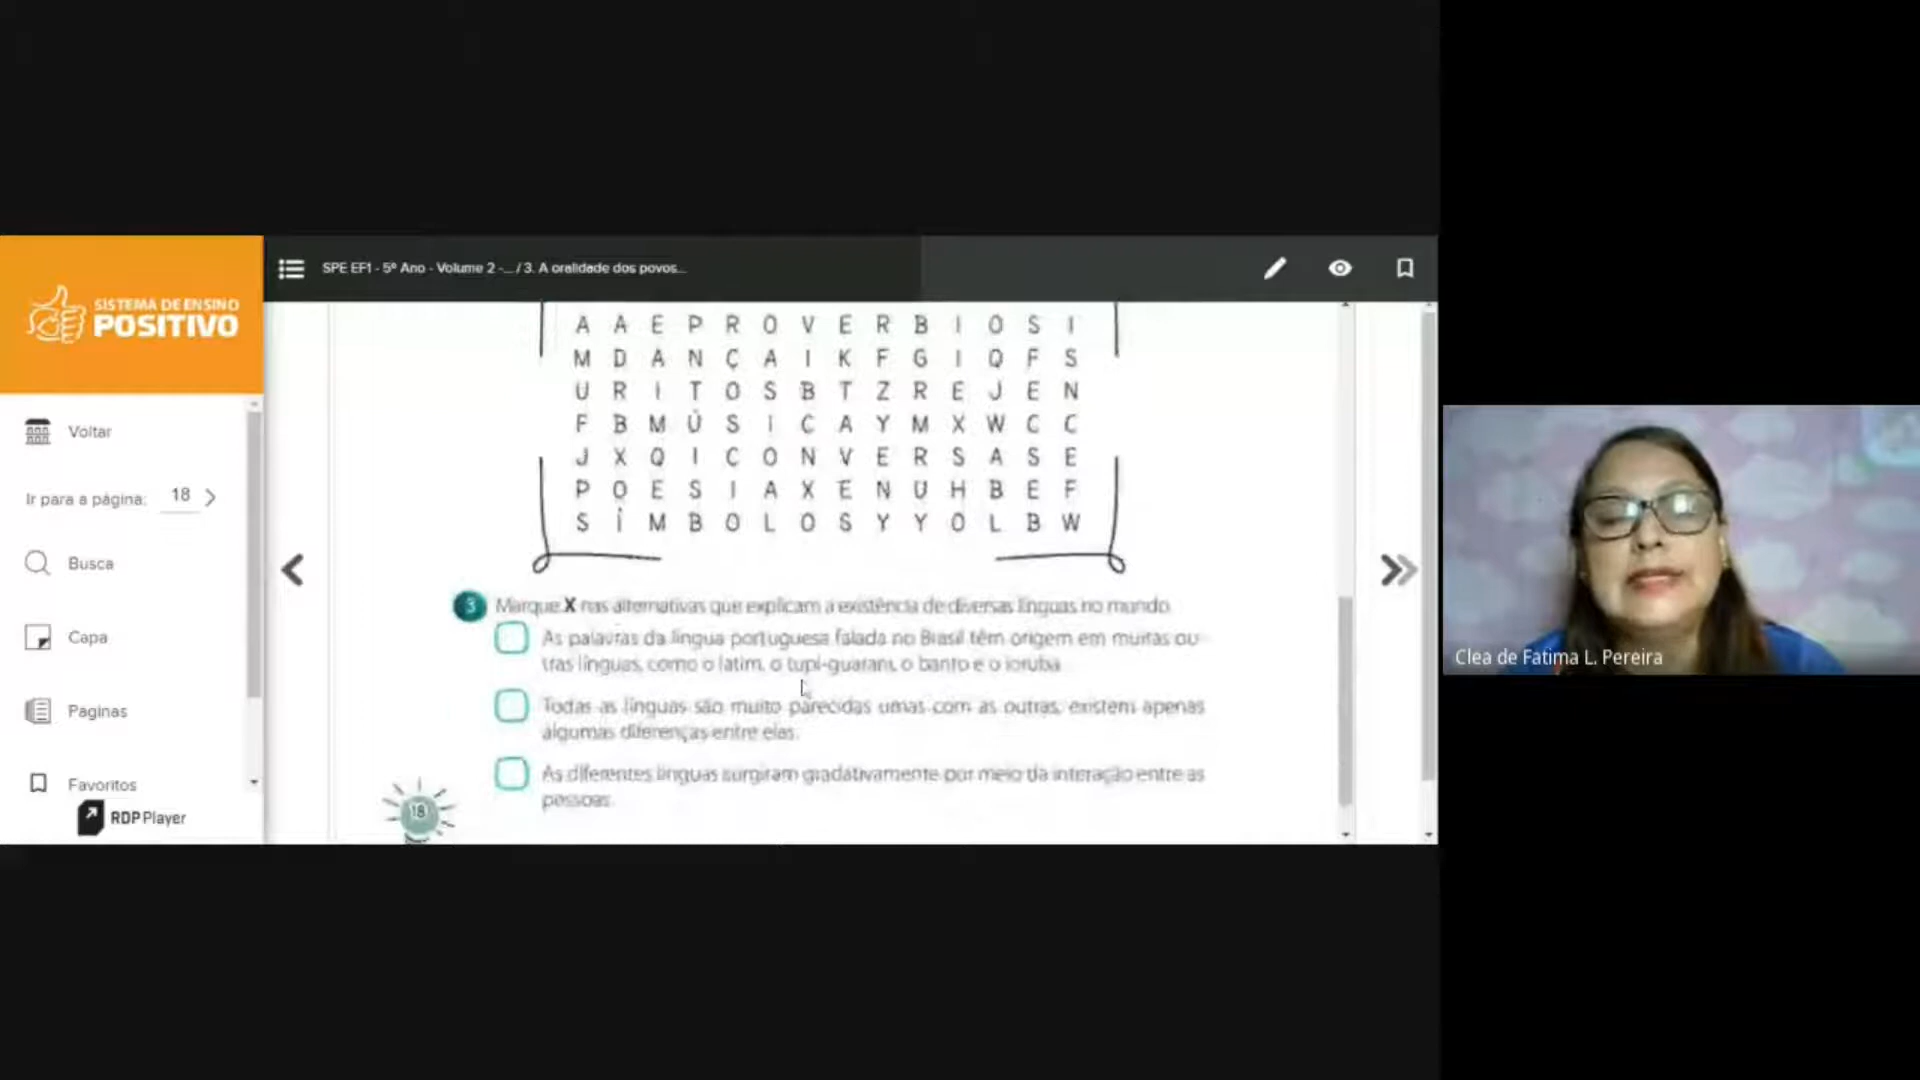 SISTEMA DE ENSINO
POSITIVO
SPE EF1 - 5º Ano - Volume 2 -... / 3. A oralidade dos povos...
Voltar
Ir para a página: 18
Busca
Capa
Páginas
Favoritos
RDP Player
A A E P R O V E R B I O S I
M D A N Ç A I K F G I Q F S
U R I T O S B T Z R E J E N
F B M Ú S I C A Y M X W C C
J X Q I C O N V E R S A S E
P O E S I A X E N U H B E F
S Í M B O L O S Y Y O L B W
3 Marque X nas alternativas que explicam a existência de diversas línguas no mundo.
As palavras da língua portuguesa falada no Brasil têm origem em muitas ou-
tras línguas, como o latim, o tupi-guarani, o banto e o ioruba.
Todas as línguas são muito parecidas umas com as outras, existem apenas
algumas diferenças entre elas.
As diferentes línguas surgiram gradativamente por meio da interação entre as
pessoas.
18
Clea de Fatima L. Pereira